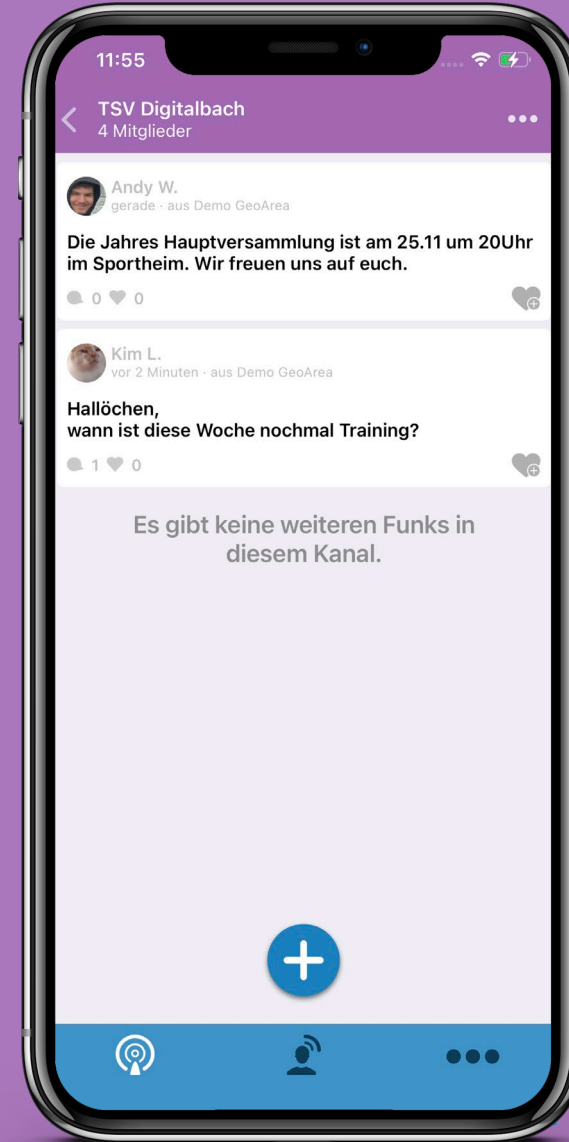 11:55
TSV Digitalbach
4 Mitglieder
Andy W.
gerade · aus Demo GeoArea
Die Jahres Hauptversammlung ist am 25.11 um 20Uhr
im Sportheim. Wir freuen uns auf euch.
0 0
Kim L.
vor 2 Minuten · aus Demo GeoArea
Hallöchen,
wann ist diese Woche nochmal Training?
1 0
Es gibt keine weiteren Funks in
diesem Kanal.